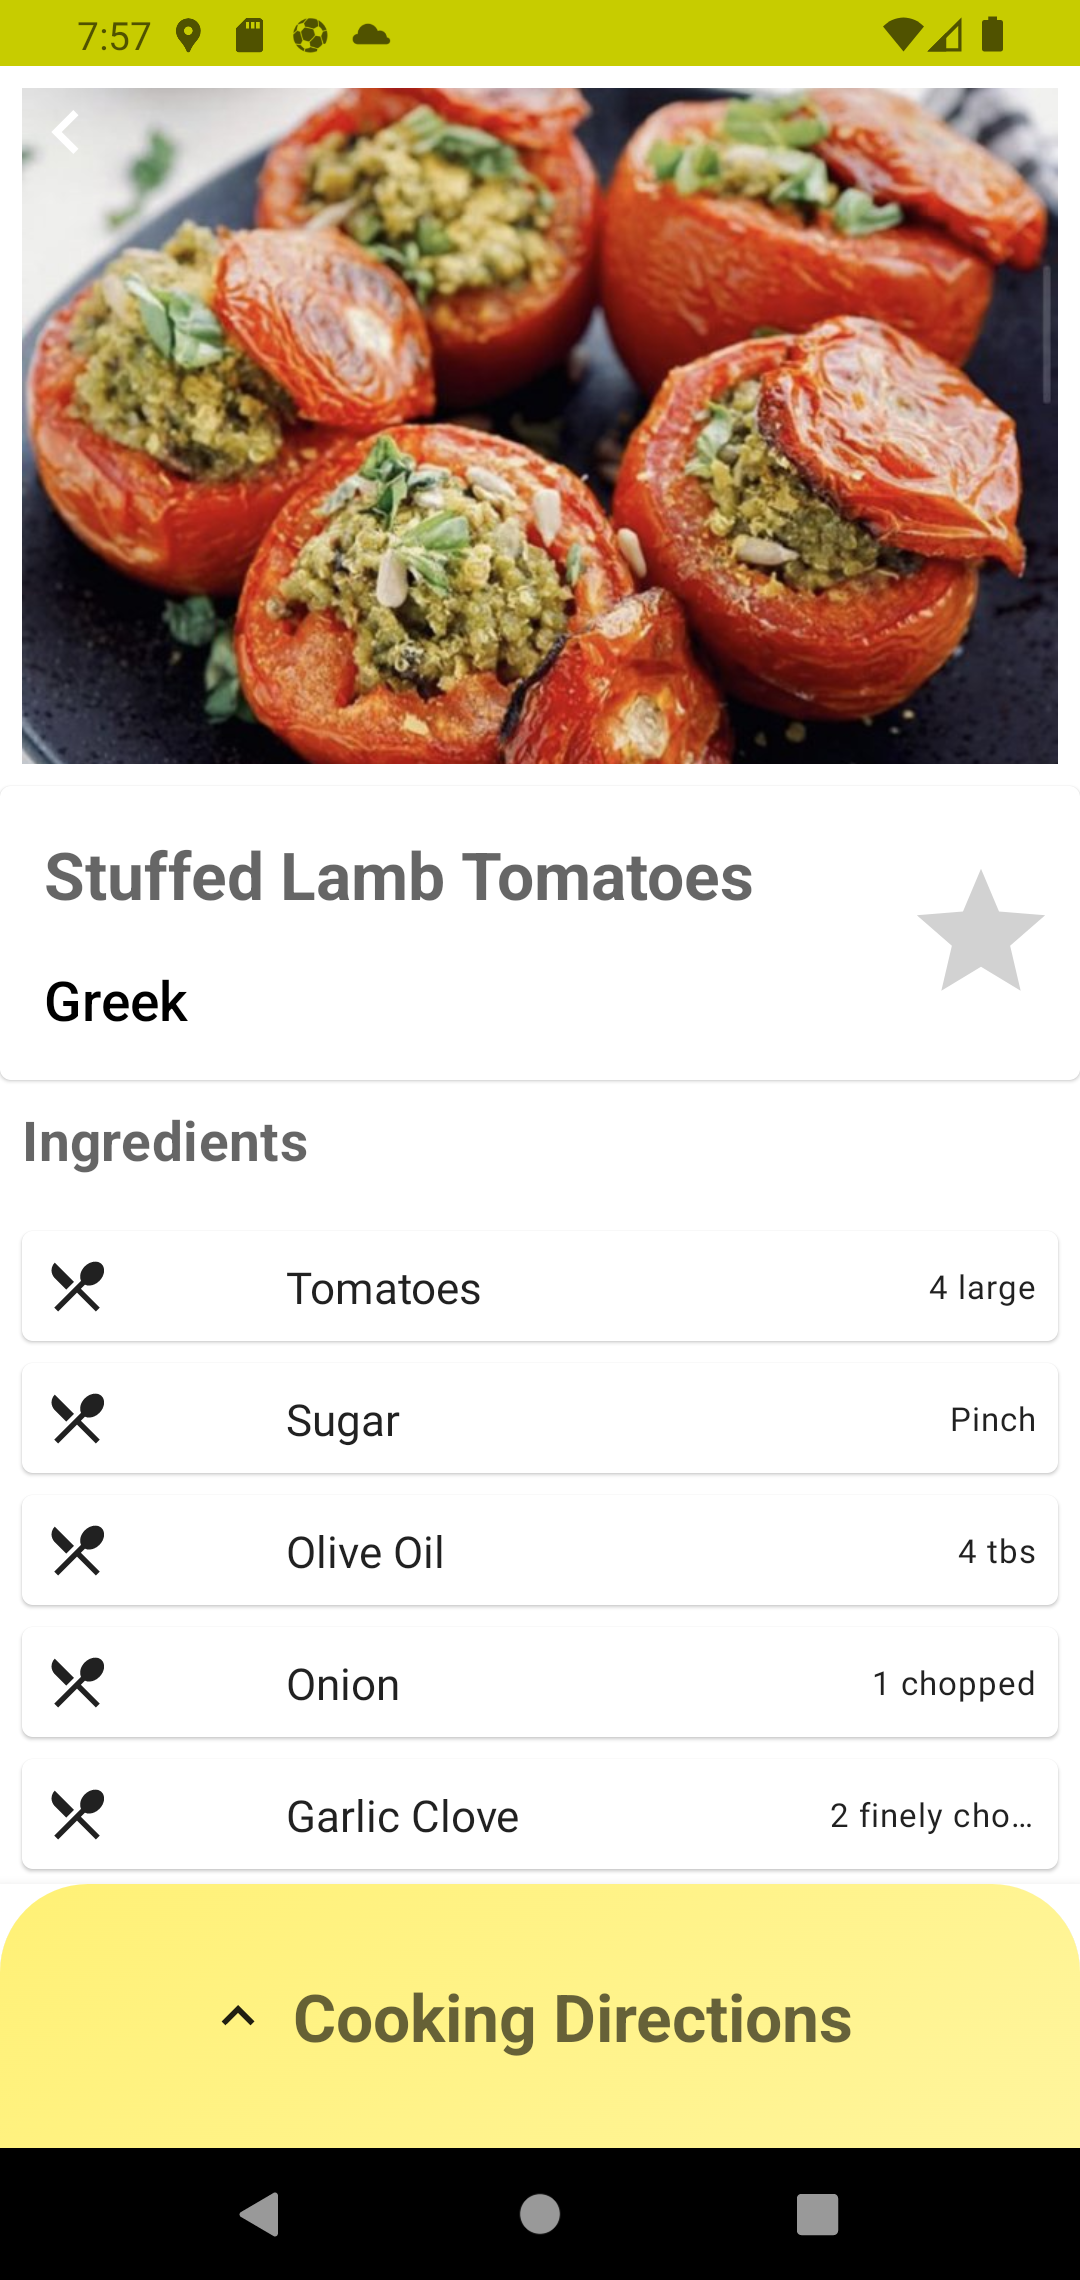 7:57
Stuffed Lamb Tomatoes
Greek
Ingredients
Tomatoes 4 large
Sugar Pinch
Olive Oil 4 tbs
Onion 1 chopped
Garlic Clove 2 finely cho...
Cooking Directions